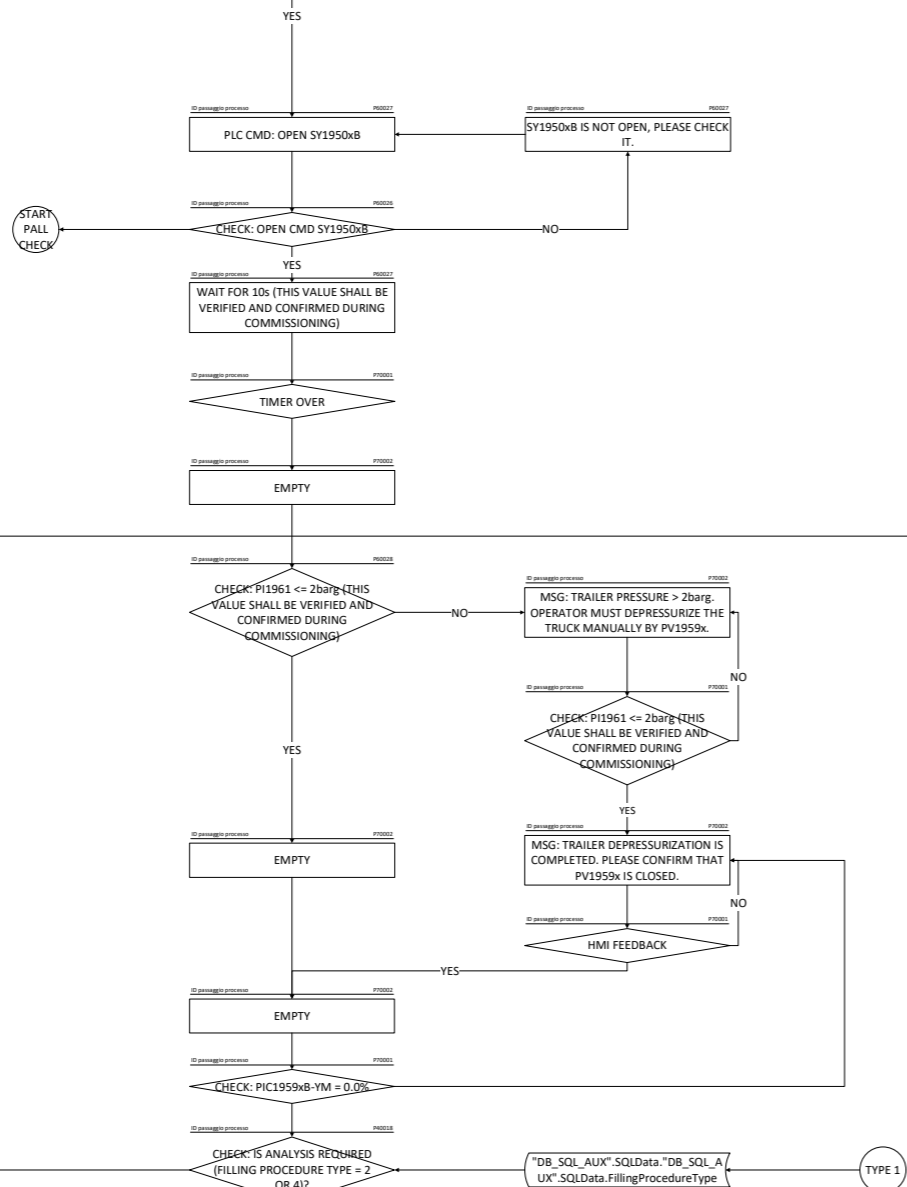 YES
ID passaggio processo P60027
PLC CMD: OPEN SY1950xB
ID passaggio processo P60027
SY1950xB IS NOT OPEN, PLEASE CHECK
IT.
ID passaggio processo P60026
START
PALL
CHECK
CHECK: OPEN CMD SY1950xB
NO
YES
ID passaggio processo P60027
WAIT FOR 10s (THIS VALUE SHALL BE
VERIFIED AND CONFIRMED DURING
COMMISSIONING)
ID passaggio processo P70001
TIMER OVER
ID passaggio processo P70002
EMPTY
ID passaggio processo P60028
CHECK: PI1961 <= 2barg (THIS
VALUE SHALL BE VERIFIED AND
CONFIRMED DURING
COMMISSIONING)
NO
ID passaggio processo P70002
MSG: TRAILER PRESSURE > 2barg.
OPERATOR MUST DEPRESSURIZE THE
TRUCK MANUALLY BY PV1959x.
NO
ID passaggio processo P70001
CHECK: PI1961 <= 2barg (THIS
VALUE SHALL BE VERIFIED AND
CONFIRMED DURING
COMMISSIONING)
YES
YES
ID passaggio processo P70002
EMPTY
ID passaggio processo P70002
MSG: TRAILER DEPRESSURIZATION IS
COMPLETED. PLEASE CONFIRM THAT
PV1959x IS CLOSED.
NO
ID passaggio processo P70001
HMI FEEDBACK
YES
ID passaggio processo P70002
EMPTY
ID passaggio processo P70001
CHECK: PIC1959xB-YM = 0.0%
ID passaggio processo P40018
CHECK: IS ANALYSIS REQUIRED
(FILLING PROCEDURE TYPE = 2
OR 4)?
"DB_SQL_AUX".SQLData."DB_SQL_A
UX".SQLData.FillingProcedureType
TYPE 1